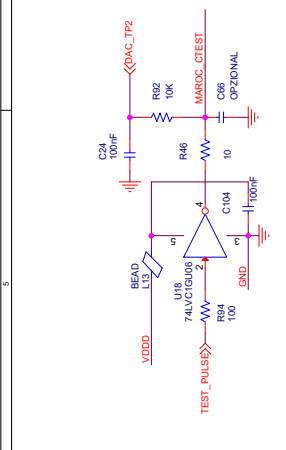 5
DAC_TP2
C24
100nF
R92
10K
MAROC_CTEST
C66
OPZIONAL
R46
10
4
C104
100nF
5
3
2
BEAD
L13
U18
74LVC1GU06
VDDD
GND
R94
100
TEST_PULSE